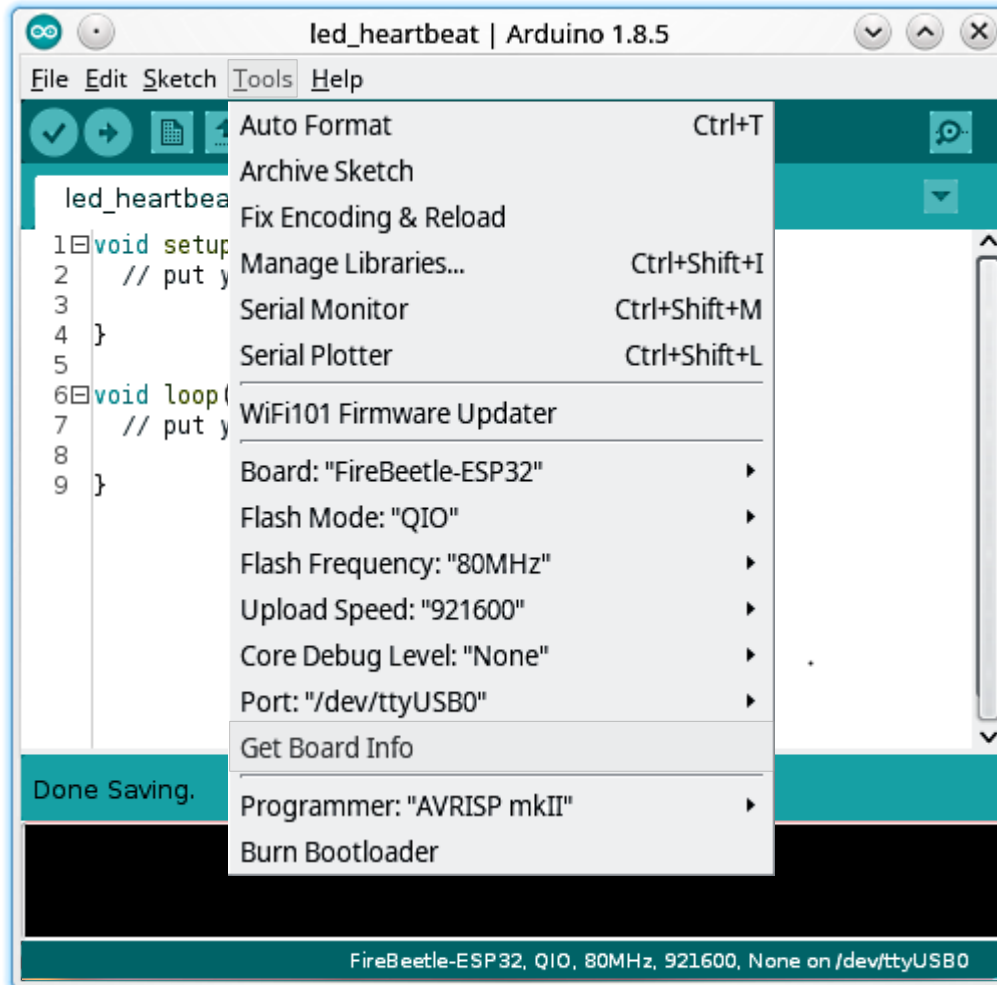 led_heartbeat | Arduino 1.8.5
File Edit Sketch Tools Help
Auto Format Ctrl+T
Archive Sketch
led_heartbea
Fix Encoding & Reload
1 void setup
Manage Libraries... Ctrl+Shift+I
2 // put y
Serial Monitor Ctrl+Shift+M
3
4 }
Serial Plotter Ctrl+Shift+L
5
6 void loop(
WiFi101 Firmware Updater
7 // put y
8
Board: "FireBeetle-ESP32"
9 }
Flash Mode: "QIO"
Flash Frequency: "80MHz"
Upload Speed: "921600"
Core Debug Level: "None"
Port: "/dev/ttyUSB0"
Get Board Info
Done Saving.
Programmer: "AVRISP mkII"
Burn Bootloader
FireBeetle-ESP32, QIO, 80MHz, 921600, None on /dev/ttyUSB0